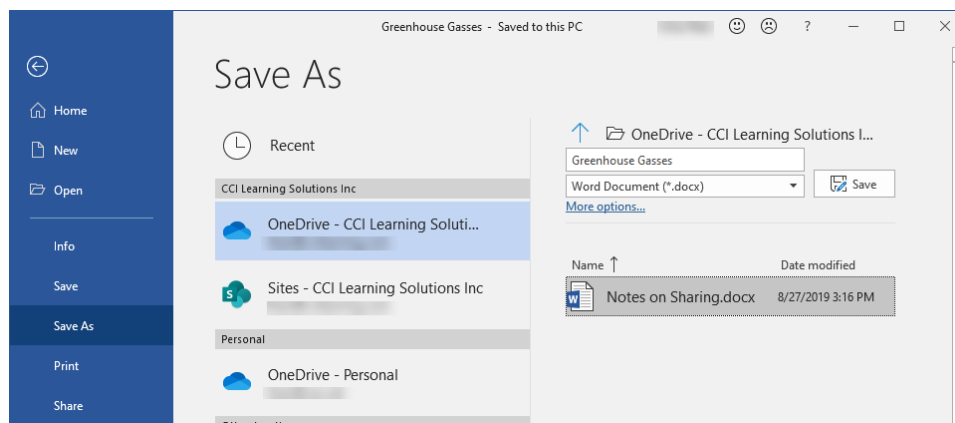 Greenhouse Gasses - Saved to this PC
?
Save As
Home
New
Open
Info
Save
Save As
Print
Share
Recent
CCI Learning Solutions Inc
OneDrive - CCI Learning Soluti...
S
Sites - CCI Learning Solutions Inc
Personal
OneDrive - Personal
OneDrive - CCI Learning Solutions I...
Greenhouse Gasses
Word Document (*.docx)
Save
More options...
Name Date modified
W Notes on Sharing.docx 8/27/2019 3:16 PM